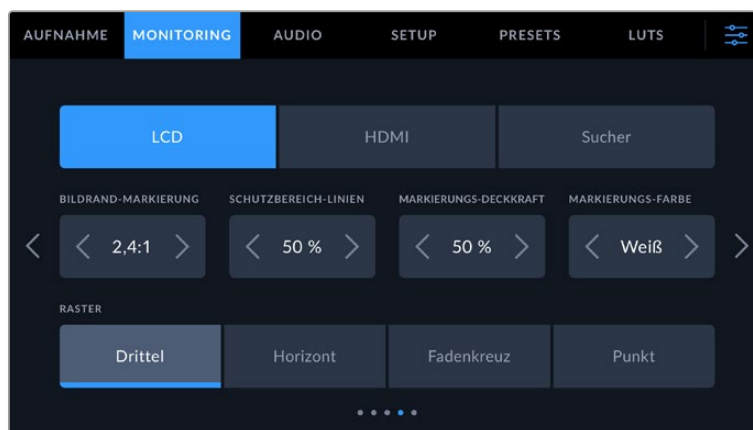 AUFNAHME MONITORING AUDIO SETUP PRESETS LUTS
LCD HDMI Sucher
BILDRAND-MARKIERUNG SCHUTZBEREICH-LINIEN MARKIERUNGS-DECKKRAFT MARKIERUNGS-FARBE
2,4:1 50 % 50 % Weiß
RASTER
Drittel Horizont Fadenkreuz Punkt